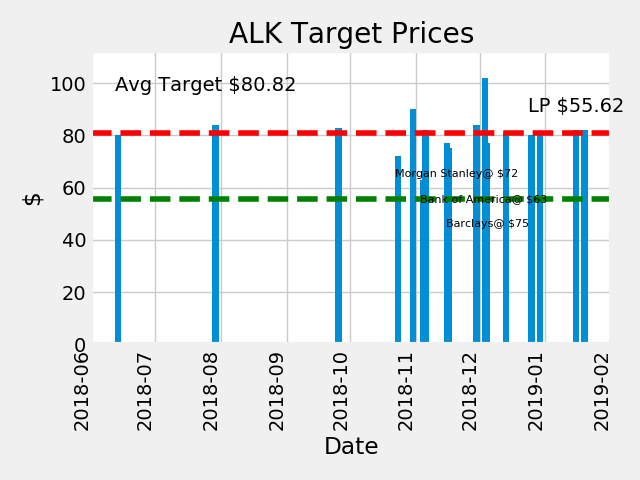 ALK Target Prices
Avg Target $80.82
LP $55.62
Morgan Stanley@ $72
Bank of America@ $63
Barclays@ $75
$
100
80
60
40
20
0
2018-06
2018-07
2018-08
2018-09
2018-10
2018-11
2018-12
2019-01
2019-02
Date